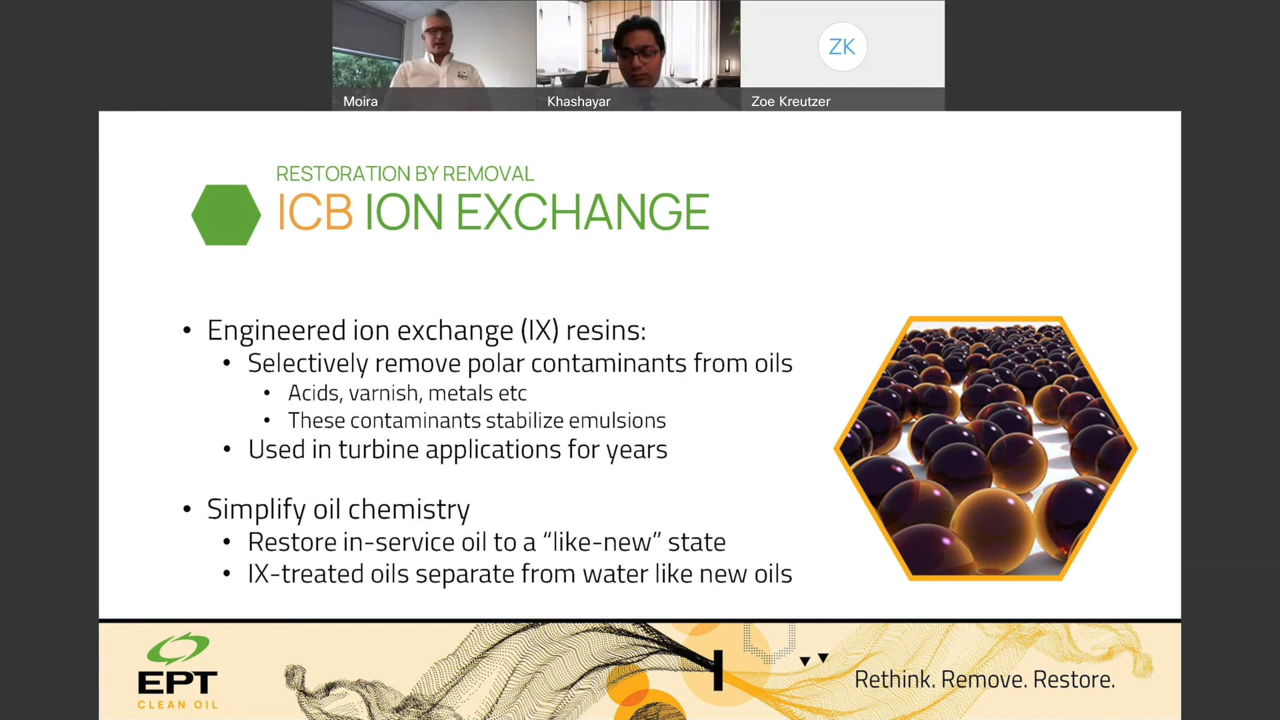 ZK
Moira
Khashayar
Zoe Kreutzer
RESTORATION BY REMOVAL
ICB ION EXCHANGE
• Engineered ion exchange (IX) resins:
• Selectively remove polar contaminants from oils
• Acids, varnish, metals etc
• These contaminants stabilize emulsions
• Used in turbine applications for years
• Simplify oil chemistry
• Restore in-service oil to a “like-new” state
• IX-treated oils separate from water like new oils
EPT
CLEAN OIL
Rethink. Remove. Restore.